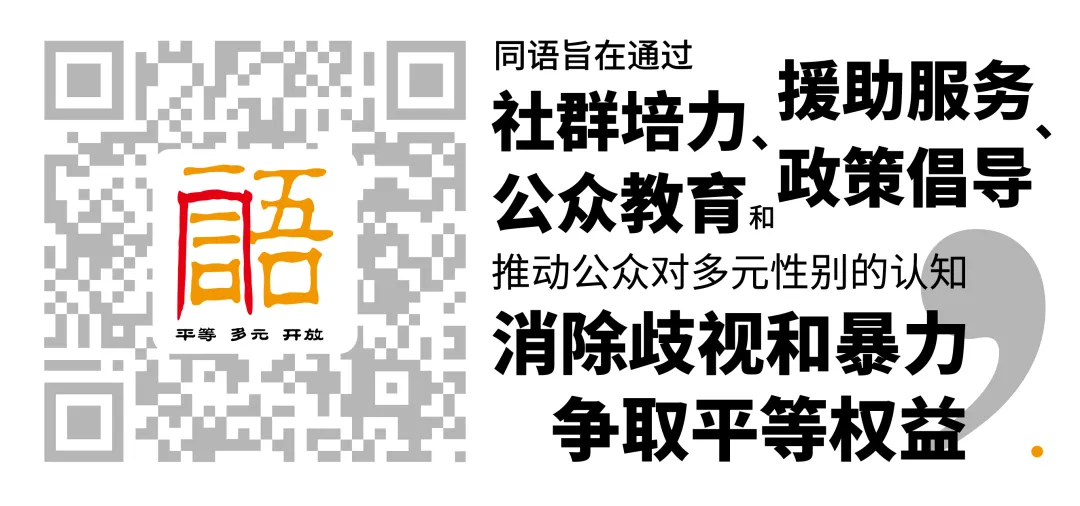 語
平等 多元 开放
同语旨在通过
社群培力、援助服务、
公众教育和政策倡导
推动公众对多元性别的认知
消除歧视和暴力
争取平等权益